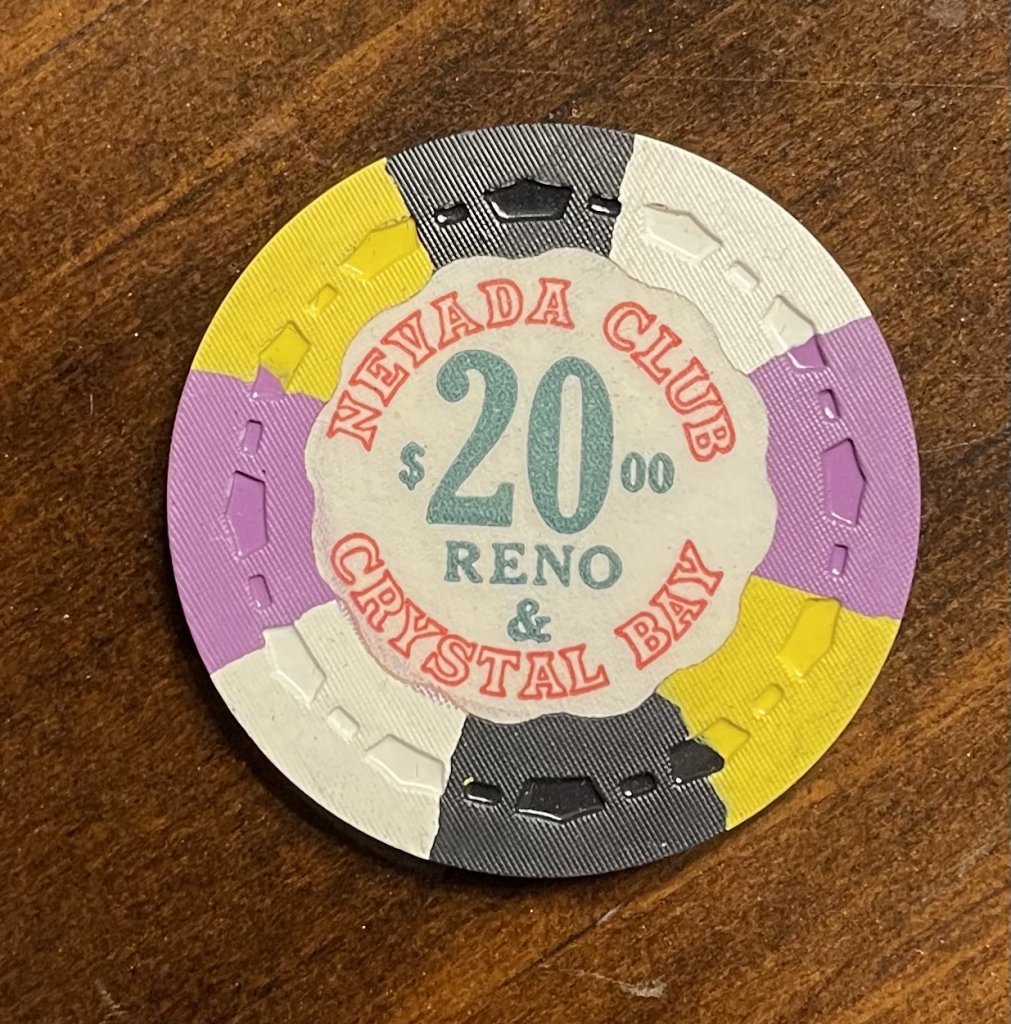 NEVADA CLUB
$20.00
RENO
&
CRYSTAL BAY